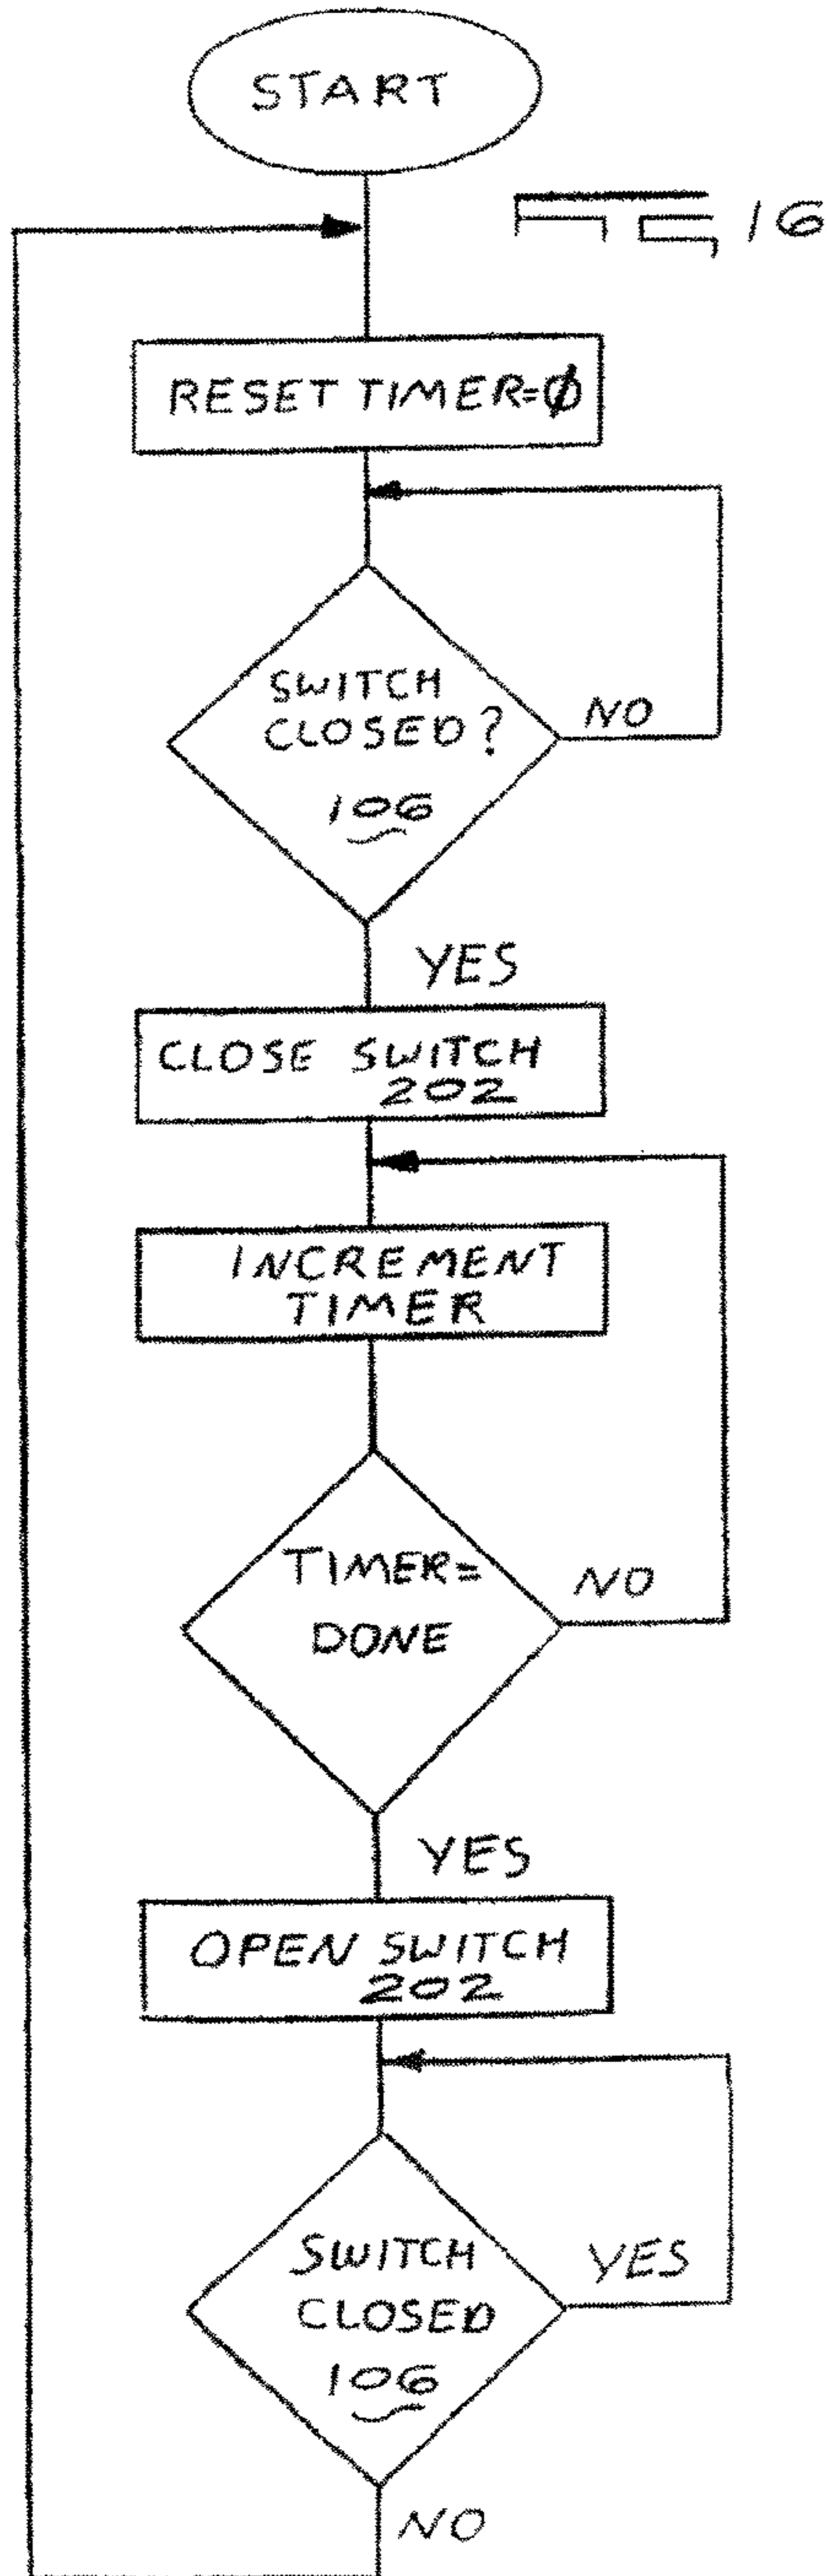 START
FIG 16
RESET TIMER=Ø
SWITCH
CLOSED?
106
NO
YES
CLOSE SWITCH
202
INCREMENT
TIMER
TIMER=
DONE
NO
YES
OPEN SWITCH
202
SWITCH
CLOSED
106
YES
NO